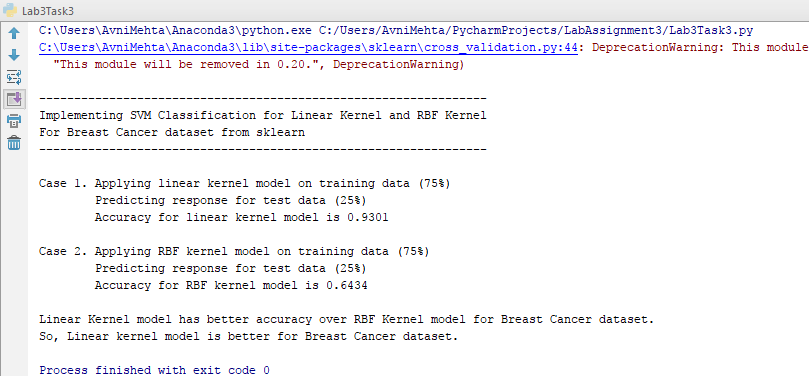 Lab3Task3
C:\Users\AvniMehta\Anaconda3\python.exe C:/Users/AvniMehta/PycharmProjects/LabAssignment3/Lab3Task3.py
C:\Users\AvniMehta\Anaconda3\lib\site-packages\sklearn\cross_validation.py:44: DeprecationWarning: This module
"This module will be removed in 0.20.", DeprecationWarning)
----------------------------------------------------------------
Implementing SVM Classification for Linear Kernel and RBF Kernel
For Breast Cancer dataset from sklearn
----------------------------------------------------------------
Case 1. Applying linear kernel model on training data (75%)
Predicting response for test data (25%)
Accuracy for linear kernel model is 0.9301
Case 2. Applying RBF kernel model on training data (75%)
Predicting response for test data (25%)
Accuracy for RBF kernel model is 0.6434
Linear Kernel model has better accuracy over RBF Kernel model for Breast Cancer dataset.
So, Linear kernel model is better for Breast Cancer dataset.
Process finished with exit code 0